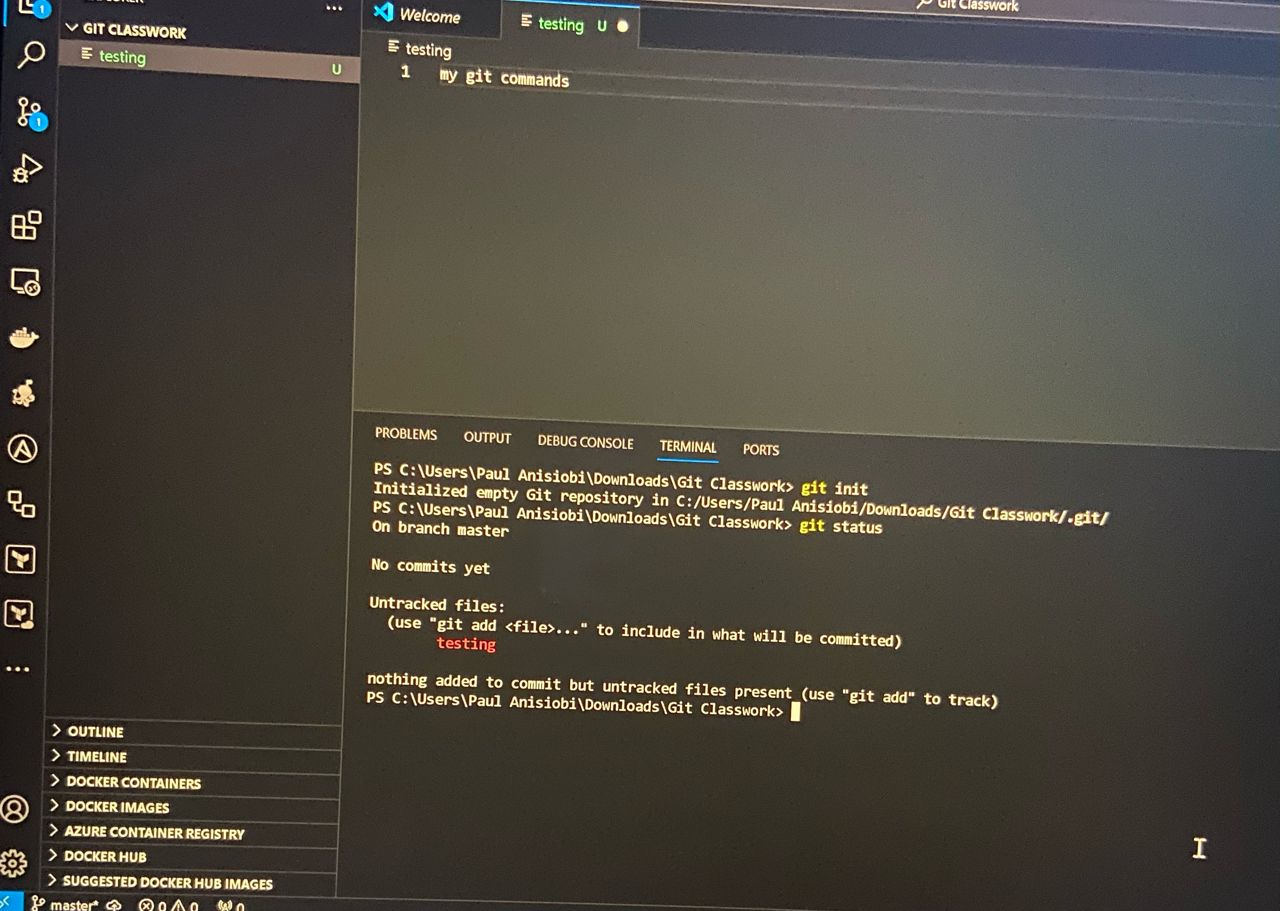 Git Classwork
GIT CLASSWORK
testing
U
Welcome
testing U
testing
1 my git commands
PROBLEMS OUTPUT DEBUG CONSOLE TERMINAL PORTS
PS C:\Users\Paul Anisiobi\Downloads\Git Classwork> git init
Initialized empty Git repository in C:/Users/Paul Anisiobi/Downloads/Git Classwork/.git/
PS C:\Users\Paul Anisiobi\Downloads\Git Classwork> git status
On branch master
No commits yet
Untracked files:
(use "git add <file>..." to include in what will be committed)
testing
nothing added to commit but untracked files present (use "git add" to track)
PS C:\Users\Paul Anisiobi\Downloads\Git Classwork>
1
1
OUTLINE
TIMELINE
DOCKER CONTAINERS
DOCKER IMAGES
AZURE CONTAINER REGISTRY
DOCKER HUB
SUGGESTED DOCKER HUB IMAGES
master* 0 0 0